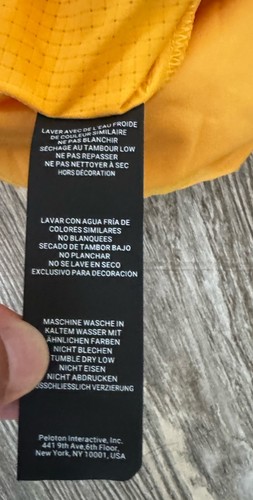 LAVER AVEC DE L'EAU FROIDE
DE COULEUR SIMILAIRE
NE PAS BLANCHIR
SÉCHAGE AU TAMBOUR LOW
NE PAS REPASSER
NE PAS NETTOYER À SEC
HORS DÉCORATION
LAVAR CON AGUA FRÍA DE
COLORES SIMILARES
NO BLANQUEES
SECADO DE TAMBOR BAJO
NO PLANCHAR
NO SE LAVE EN SECO
EXCLUSIVO PARA DECORACIÓN
MASCHINE WASCHE IN
KALTEM WASSER MIT
ÄHNLICHEN FARBEN
NICHT BLECHEN
TUMBLE DRY LOW
NICHT EISEN
NICHT ABDRUCKEN
USSCHLIESSLICH VERZIERUNG
Peloton Interactive, Inc.
441 9th Ave,6th Floor,
New York, NY 10001, USA